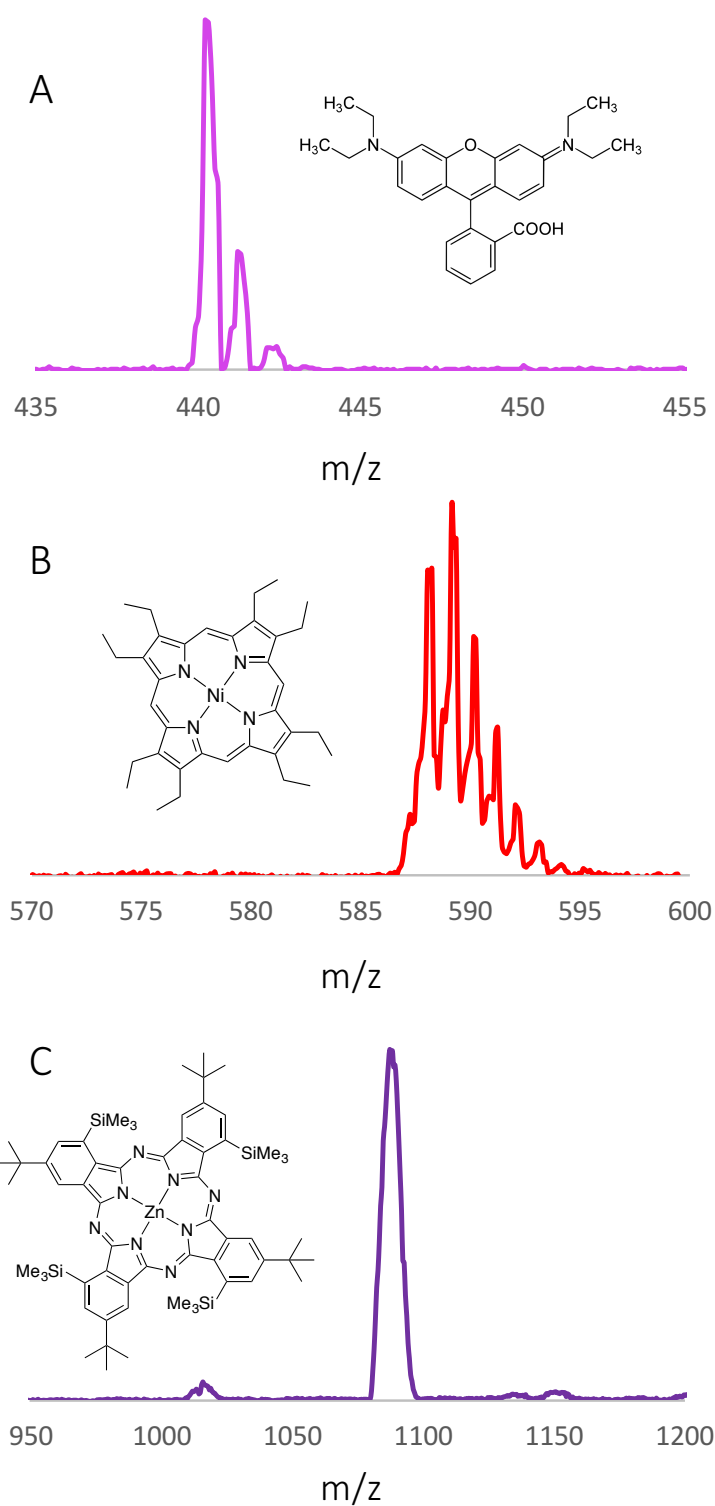 A
H3C
CH3
H3C
N
O
N
CH3
COOH
435 440 445 450 455
m/z
B
N
N
Ni
N
N
570 575 580 585 590 595 600
m/z
C
SiMe3
N
SiMe3
N
N
N
Zn
N
N
N
Me3Si
N
Me3Si
950 1000 1050 1100 1150 1200
m/z